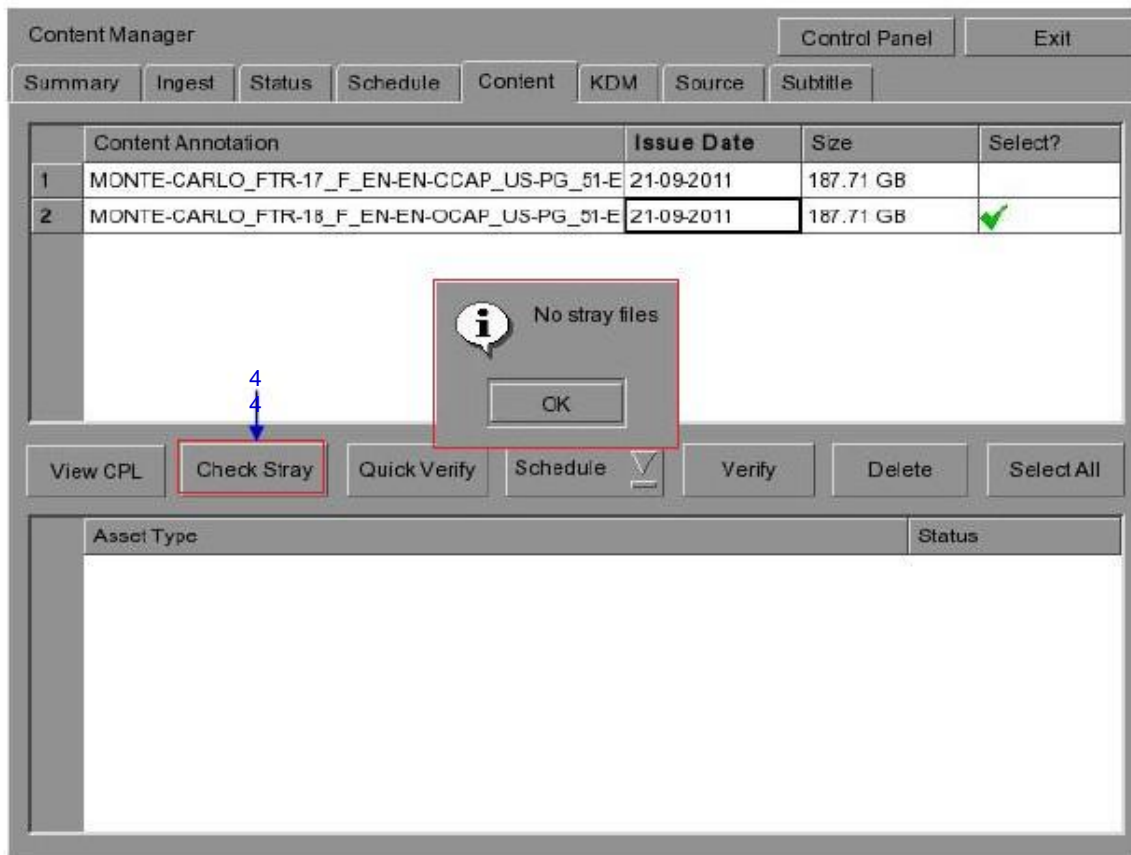 Content Manager
Control Panel
Exit
Summary
Ingest
Status
Schedule
Content
KDM
Source
Subtitle
Content Annotation
Issue Date
Size
Select?
1
MONTE-CARLO_FTR-17_F_EN-EN-CCAP_US-PG_51-E
21-09-2011
187.71 GB
2
MONTE-CARLO_FTR-18_F_EN-EN-OCAP_US-PG_51-E
21-09-2011
187.71 GB
No stray files
OK
4
4
View CPL
Check Stray
Quick Verify
Schedule
Verify
Delete
Select All
Asset Type
Status